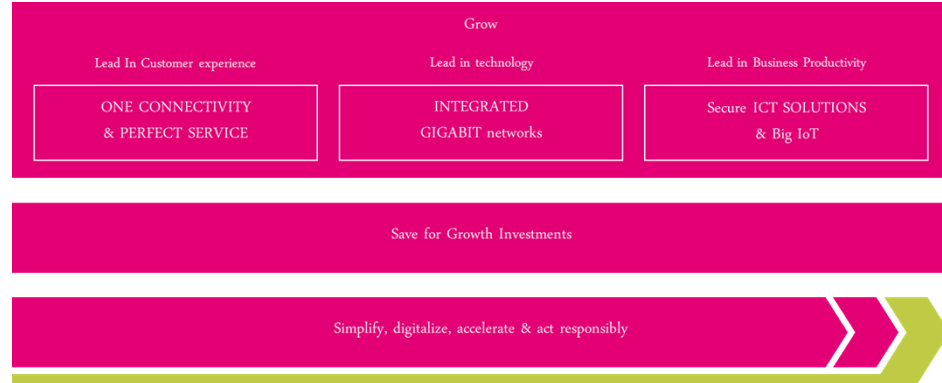 Grow
Lead In Customer experience
Lead in technology
Lead in Business Productivity
ONE CONNECTIVITY
& PERFECT SERVICE
INTEGRATED
GIGABIT networks
Secure ICT SOLUTIONS
& Big IoT
Save for Growth Investments
Simplify, digitalize, accelerate & act responsibly